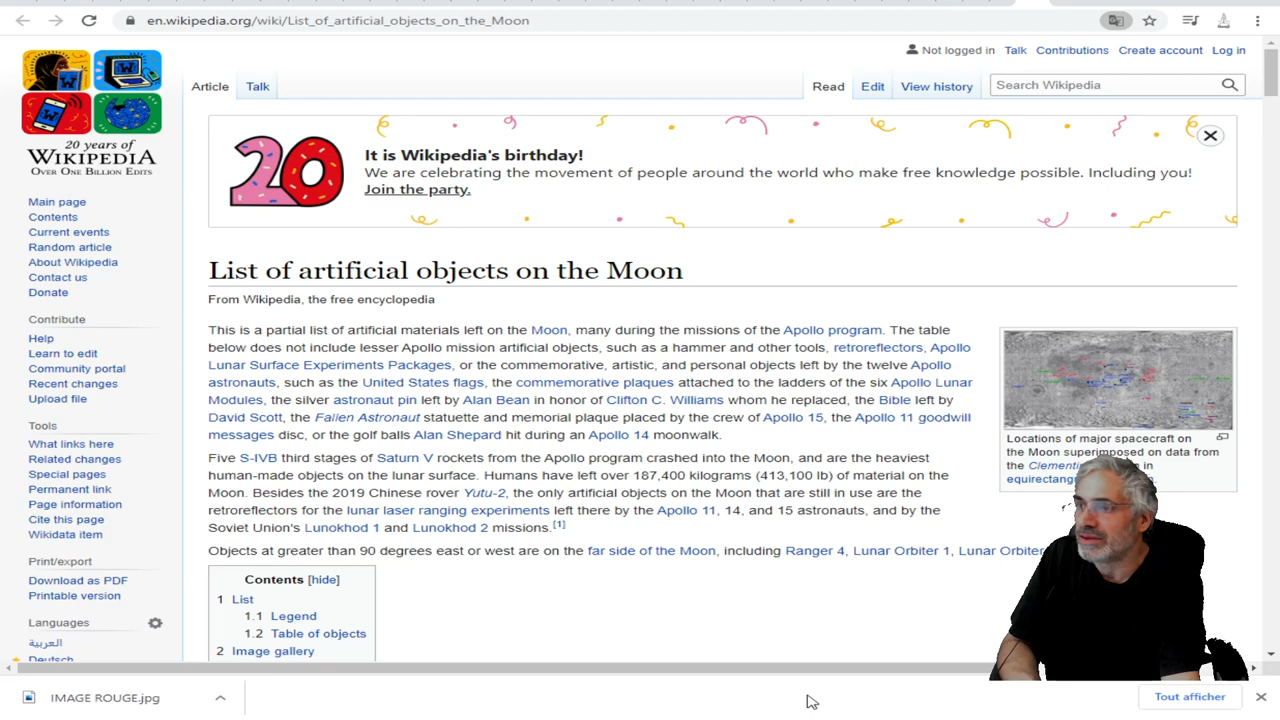 en.wikipedia.org/wiki/List_of_artificial_objects_on_the_Moon
Not logged in Talk Contributions Create account Log in
Article Talk Read Edit View history Search Wikipedia
20 years of
WIKIPEDIA
OVER ONE BILLION EDITS
20
It is Wikipedia's birthday!
We are celebrating the movement of people around the world who make free knowledge possible. Including you!
Join the party.
Main page
Contents
Current events
Random article
About Wikipedia
Contact us
Donate
Contribute
Help
Learn to edit
Community portal
Recent changes
Upload file
Tools
What links here
Related changes
Special pages
Permanent link
Page information
Cite this page
Wikidata item
Print/export
Download as PDF
Printable version
Languages
العربية
Deutsch
List of artificial objects on the Moon
From Wikipedia, the free encyclopedia
This is a partial list of artificial materials left on the Moon, many during the missions of the Apollo program. The table
below does not include lesser Apollo mission artificial objects, such as a hammer and other tools, retroreflectors, Apollo
Lunar Surface Experiments Packages, or the commemorative, artistic, and personal objects left by the twelve Apollo
astronauts, such as the United States flags, the commemorative plaques attached to the ladders of the six Apollo Lunar
Modules, the silver astronaut pin left by Alan Bean in honor of Clifton C. Williams whom he replaced, the Bible left by
David Scott, the Fallen Astronaut statuette and memorial plaque placed by the crew of Apollo 15, the Apollo 11 goodwill
messages disc, or the golf balls Alan Shepard hit during an Apollo 14 moonwalk.
Five S-IVB third stages of Saturn V rockets from the Apollo program crashed into the Moon, and are the heaviest
human-made objects on the lunar surface. Humans have left over 187,400 kilograms (413,100 lb) of material on the
Moon. Besides the 2019 Chinese rover Yutu-2, the only artificial objects on the Moon that are still in use are the
retroreflectors for the lunar laser ranging experiments left there by the Apollo 11, 14, and 15 astronauts, and by the
Soviet Union's Lunokhod 1 and Lunokhod 2 missions.[1]
Objects at greater than 90 degrees east or west are on the far side of the Moon, including Ranger 4, Lunar Orbiter 1, Lunar Orbiter
Locations of major spacecraft on
the Moon superimposed on data from
the in
Contents [hide]
1 List
1.1 Legend
1.2 Table of objects
2 Image gallery
IMAGE ROUGE.jpg
Tout afficher